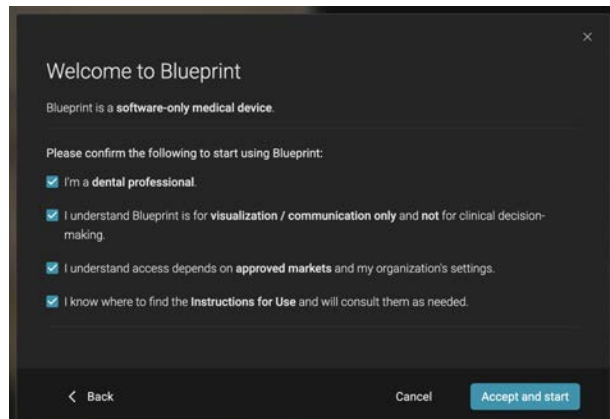 Welcome to Blueprint
Blueprint is a software-only medical device.
Please confirm the following to start using Blueprint:
I'm a dental professional.
I understand Blueprint is for visualization / communication only and not for clinical decision-
making.
I understand access depends on approved markets and my organization's settings.
I know where to find the Instructions for Use and will consult them as needed.
Back
Cancel
Accept and start